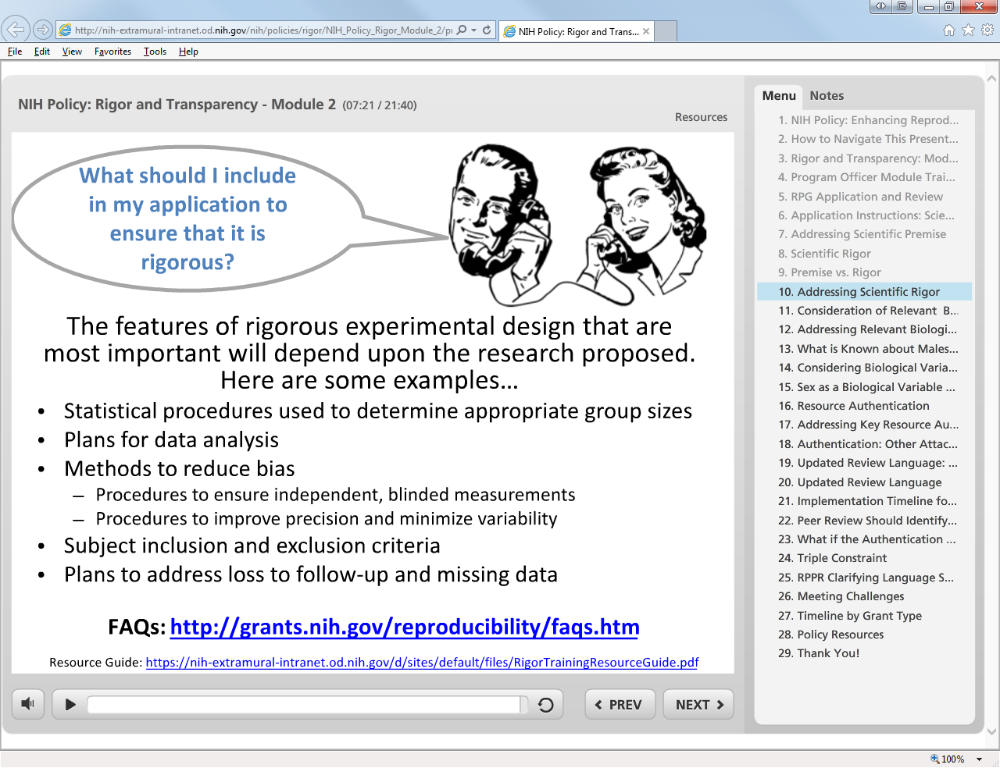 http://nih-extramural-intranet.od.nih.gov/nih/policies/rigor/NIH_Policy_Rigor_Module_2/pr
NIH Policy: Rigor and Trans...
File Edit View Favorites Tools Help
NIH Policy: Rigor and Transparency - Module 2 (07:21 / 21:40)
Resources
What should I include
in my application to
ensure that it is
rigorous?
The features of rigorous experimental design that are
most important will depend upon the research proposed.
Here are some examples...
• Statistical procedures used to determine appropriate group sizes
• Plans for data analysis
• Methods to reduce bias
– Procedures to ensure independent, blinded measurements
– Procedures to improve precision and minimize variability
• Subject inclusion and exclusion criteria
• Plans to address loss to follow-up and missing data
FAQs: http://grants.nih.gov/reproducibility/faqs.htm
Resource Guide: https://nih-extramural-intranet.od.nih.gov/d/sites/default/files/RigorTrainingResourceGuide.pdf
PREV
NEXT
Menu Notes
1. NIH Policy: Enhancing Reprod...
2. How to Navigate This Present...
3. Rigor and Transparency: Mod...
4. Program Officer Module Trai...
5. RPG Application and Review
6. Application Instructions: Scie...
7. Addressing Scientific Premise
8. Scientific Rigor
9. Premise vs. Rigor
10. Addressing Scientific Rigor
11. Consideration of Relevant B...
12. Addressing Relevant Biologi...
13. What is Known about Males...
14. Considering Biological Varia...
15. Sex as a Biological Variable ...
16. Resource Authentication
17. Addressing Key Resource Au...
18. Authentication: Other Attac...
19. Updated Review Language: ...
20. Updated Review Language
21. Implementation Timeline fo...
22. Peer Review Should Identify...
23. What if the Authentication ...
24. Triple Constraint
25. RPPR Clarifying Language S...
26. Meeting Challenges
27. Timeline by Grant Type
28. Policy Resources
29. Thank You!
100%